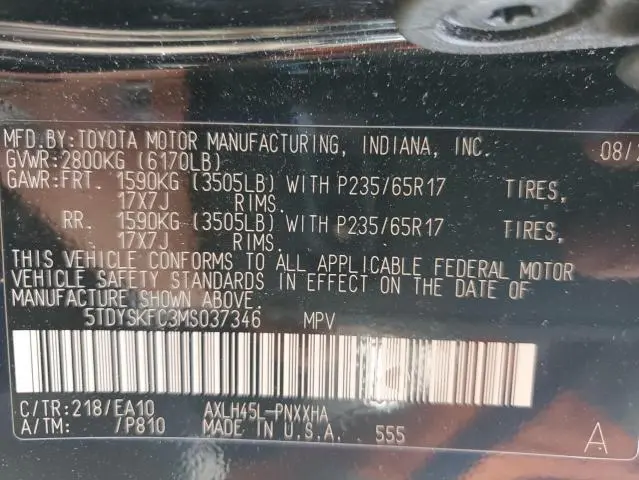 MFD.BY:TOYOTA MOTOR MANUFACTURING, INDIANA, INC. 08/
GVWR:2800KG (6170LB)
GAWR:FRT. 1590KG (3505LB) WITH P235/65R17 TIRES,
17X7J RIMS.
RR. 1590KG (3505LB) WITH P235/65R17 TIRES,
17X7J RIMS.
THIS VEHICLE CONFORMS TO ALL APPLICABLE FEDERAL MOTOR
VEHICLE SAFETY STANDARDS IN EFFECT ON THE DATE OF
MANUFACTURE SHOWN ABOVE.
5TDYSKFC3MS037346 MPV
C/TR:218/EA10 AXLH45L-PNXXHA
A/TM: /P810 MADE IN U.S.A. 555 A